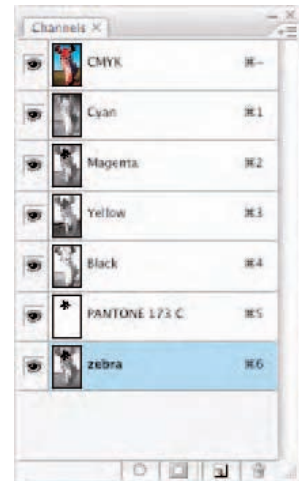 Channels ×
CMYK ⌘~
Cyan ⌘1
Magenta ⌘2
Yellow ⌘3
Black ⌘4
PANTONE 173 C ⌘5
zebra ⌘6